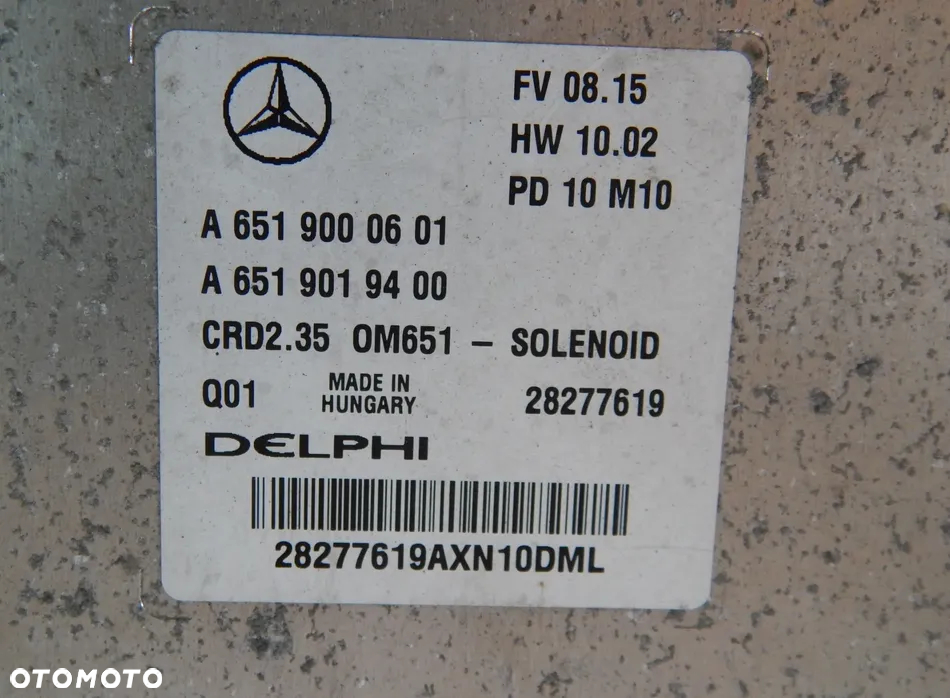 FV 08.15
HW 10.02
PD 10 M10
A 651 900 06 01
A 651 901 94 00
CRD2.35 OM651 – SOLENOID
Q01 MADE IN HUNGARY 28277619
DELPHI
28277619AXN10DML
OTOMOTO